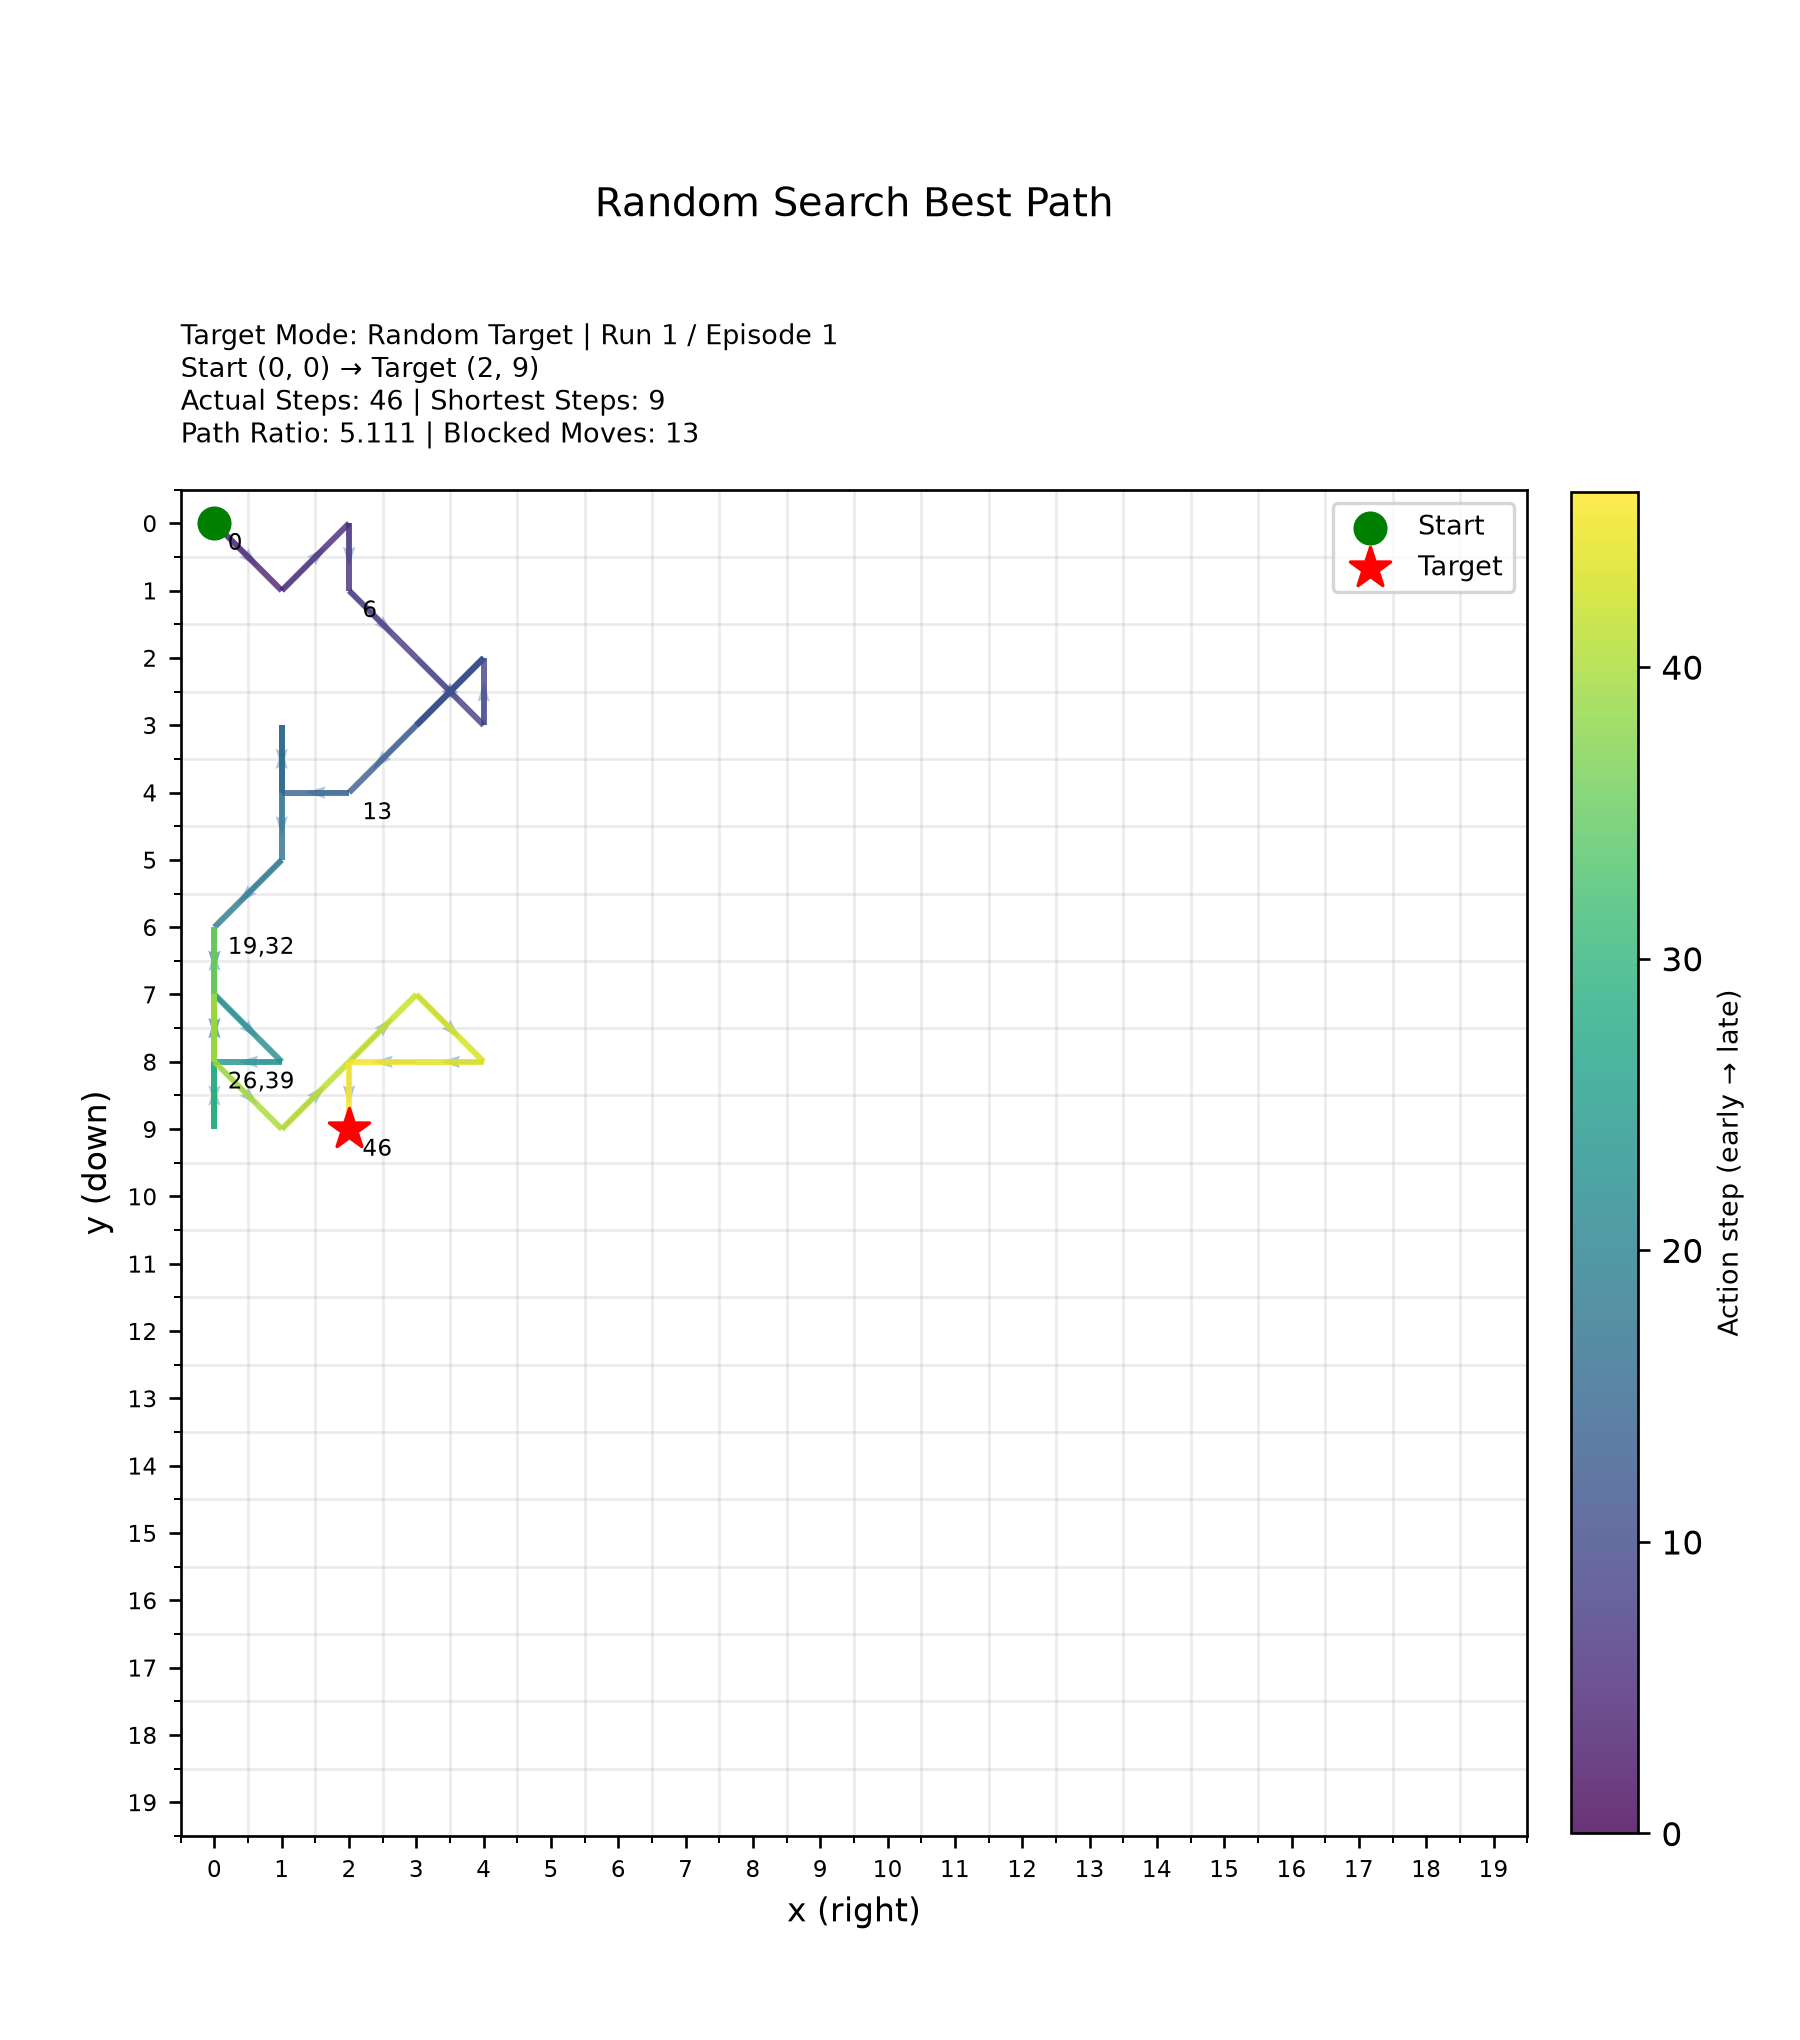 Random Search Best Path
Target Mode: Random Target | Run 1 / Episode 1
Start (0, 0) → Target (2, 9)
Actual Steps: 46 | Shortest Steps: 9
Path Ratio: 5.111 | Blocked Moves: 13
Start
Target
0
6
13
19,32
26,39
46
0
1
2
3
4
5
6
7
8
9
10
11
12
13
14
15
16
17
18
19
y (down)
0 1 2 3 4 5 6 7 8 9 10 11 12 13 14 15 16 17 18 19
x (right)
40
30
20
10
0
Action step (early → late)